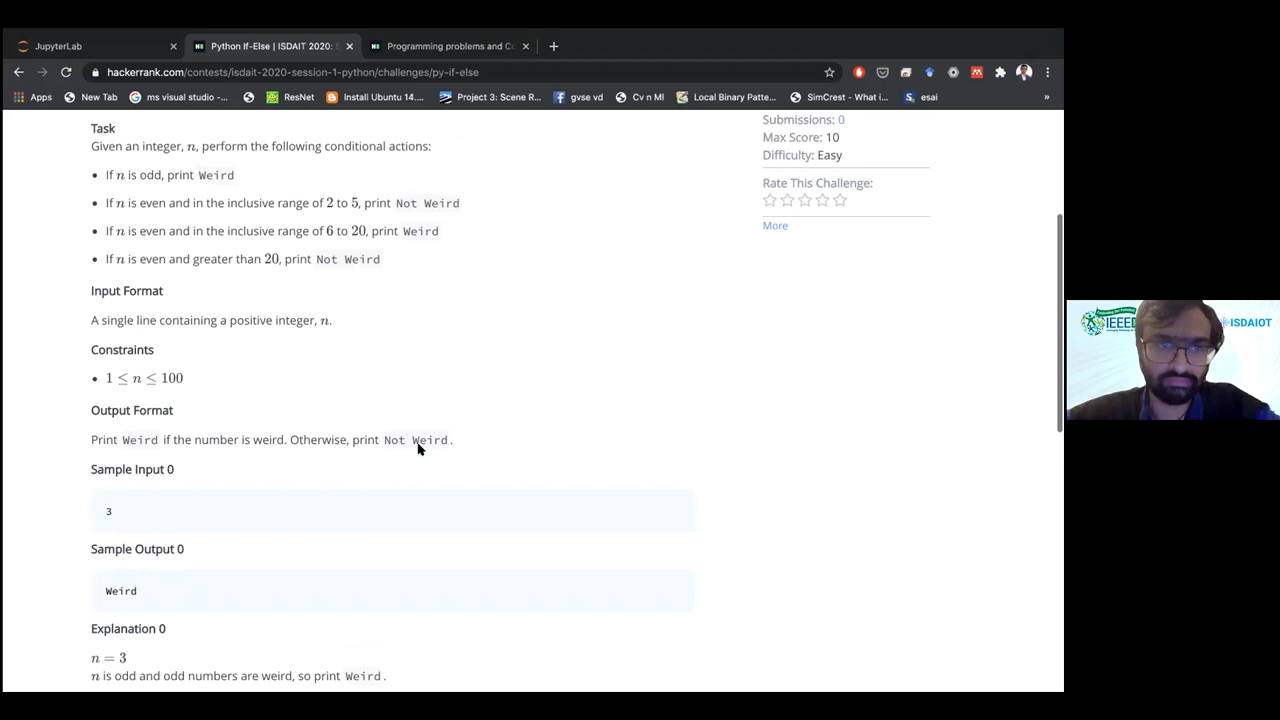 JupyterLab
Python If-Else | ISDAIT 2020:
Programming problems and Co
hackerrank.com/contests/isdait-2020-session-1-python/challenges/py-if-else
Apps
New Tab
ms visual studio -...
ResNet
Install Ubuntu 14....
Project 3: Scene R...
gvse vd
Cv n Ml
Local Binary Patte...
SimCrest - What i...
esai
»
Task
Given an integer, n, perform the following conditional actions:
• If n is odd, print Weird
• If n is even and in the inclusive range of 2 to 5, print Not Weird
• If n is even and in the inclusive range of 6 to 20, print Weird
• If n is even and greater than 20, print Not Weird
Input Format
A single line containing a positive integer, n.
Constraints
• 1 ≤ n ≤ 100
Output Format
Print Weird if the number is weird. Otherwise, print Not Weird.
Sample Input 0
3
Sample Output 0
Weird
Explanation 0
n = 3
n is odd and odd numbers are weird, so print Weird.
Submissions: 0
Max Score: 10
Difficulty: Easy
Rate This Challenge:
More
IEEE
ISDAIOT